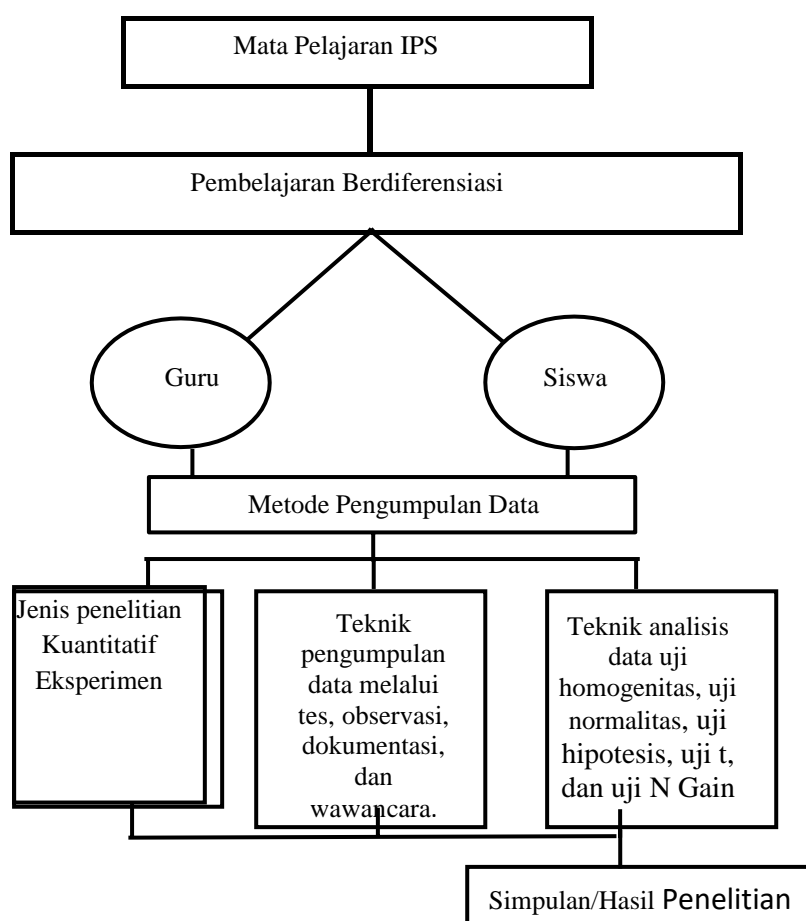 Mata Pelajaran IPS
Pembelajaran Berdiferensiasi
Guru
Siswa
Metode Pengumpulan Data
Jenis penelitian
Kuantitatif
Eksperimen
Teknik
pengumpulan
data melalui
tes, observasi,
dokumentasi,
dan
wawancara.
Teknik analisis
data uji
homogenitas, uji
normalitas, uji
hipotesis, uji t,
dan uji N Gain
Simpulan/Hasil Penelitian